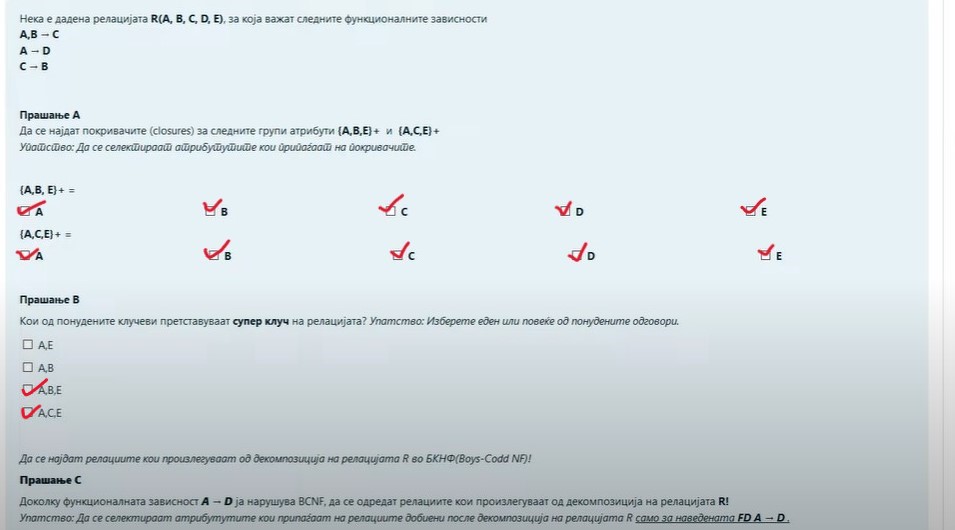 Нека е дадена релацијата R(A, B, C, D, E), за која важат следните функционалните зависности
A,B → C
A → D
C → B
Прашање A
Да се најдат покривачите (closures) за следните групи атрибути {A,B,E}+ и {A,C,E}+
Упатство: Да се селектираат атрибутутите кои припаѓаат на покривачите.
{A,B, E}+ =
A B C D E
{A,C,E}+ =
A B C D E
Прашање B
Кои од понудените клучеви претставуваат супер клуч на релацијата? Упатство: Изберете еден или повеќе од понудените одговори.
A,E
A,B
A,B,E
A,C,E
Да се најдат релациите кои произлегуваат од декомпозиција на релацијата R во БКНФ(Boys-Codd NF)!
Прашање C
Доколку функционалната зависност A → D ја нарушува BCNF, да се одредат релациите кои произлегуваат од декомпозиција на релацијата R!
Упатство: Да се селектираат атрибутутите кои припаѓаат на релациите добиени после декомпозиција на релацијата R само за наведената FD A → D .